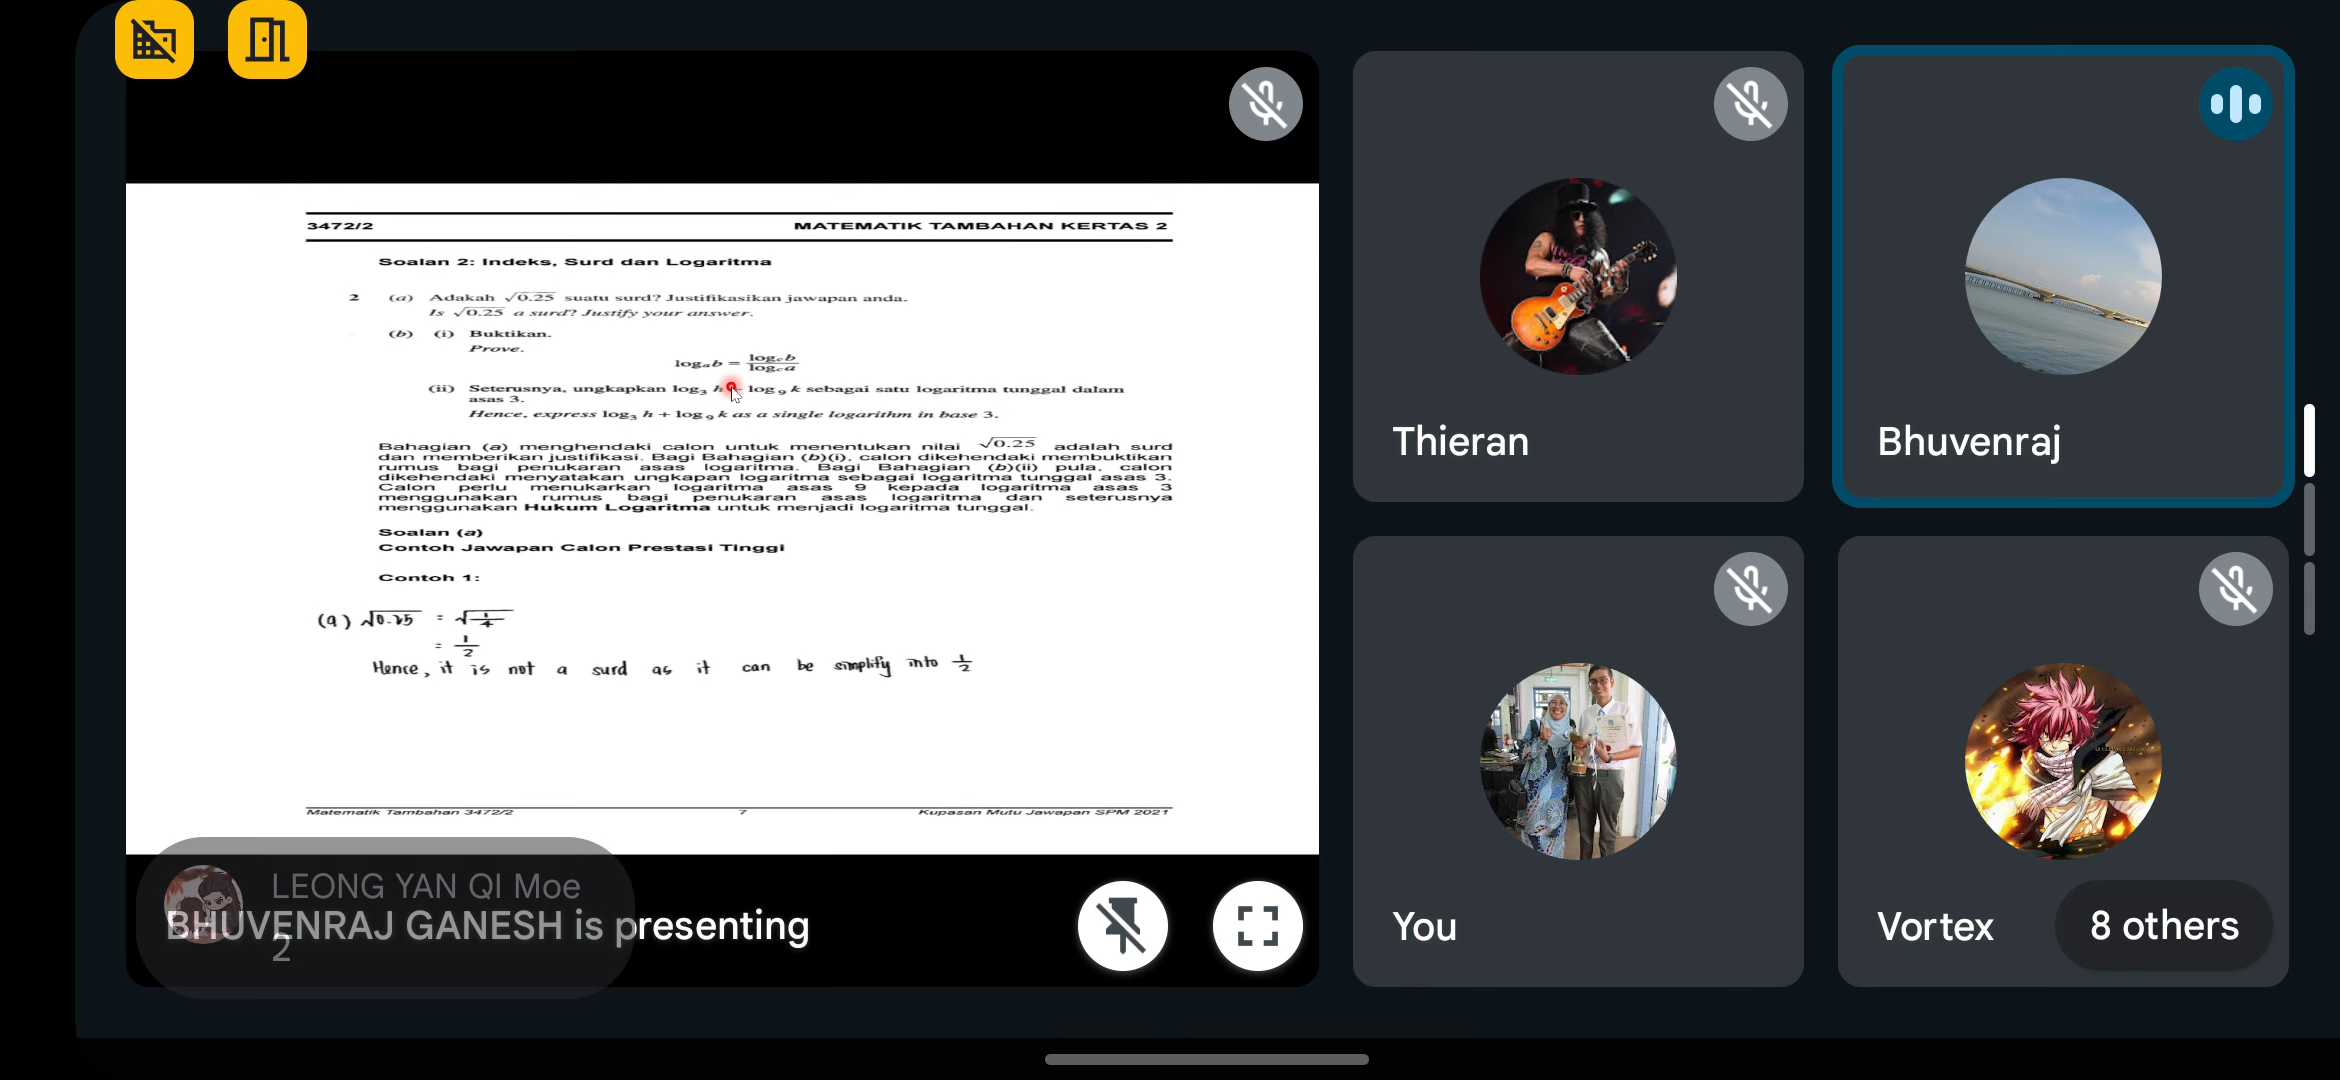 3472/2 MATEMATIK TAMBAHAN KERTAS 2
Soalan 2: Indeks, Surd dan Logaritma
2 (a) Adakah √0.25 suatu surd? Justifikasikan jawapan anda.
Is √0.25 a surd? Justify your answer.
(b) (i) Buktikan.
Prove.
logₐb = log꜀b / log꜀a
(ii) Seterusnya, ungkapkan log₃ h log₉ k sebagai satu logaritma tunggal dalam
asas 3.
Hence, express log₃ h + log₉ k as a single logarithm in base 3.
Bahagian (a) menghendaki calon untuk menentukan nilai √0.25 adalah surd
dan memberikan justifikasi. Bagi Bahagian (b)(i), calon dikehendaki membuktikan
rumus bagi penukaran asas logaritma. Bagi Bahagian (b)(ii) pula, calon
dikehendaki menyatakan ungkapan logaritma sebagai logaritma tunggal asas 3.
Calon perlu menukarkan logaritma asas 9 kepada logaritma asas 3
menggunakan rumus bagi penukaran asas logaritma dan seterusnya
menggunakan Hukum Logaritma untuk menjadi logaritma tunggal.
Soalan (a)
Contoh Jawapan Calon Prestasi Tinggi
Contoh 1:
(a) √0.25 = √1/4
= 1/2
Hence, it is not a surd as it can be simplify into 1/2
Matematik Tambahan 3472/2 7 Kupasan Mutu Jawapan SPM 2021
LEONG YAN QI Moe
BHUVENRAJ GANESH is presenting
2
Thieran
Bhuvenraj
You
Vortex
8 others